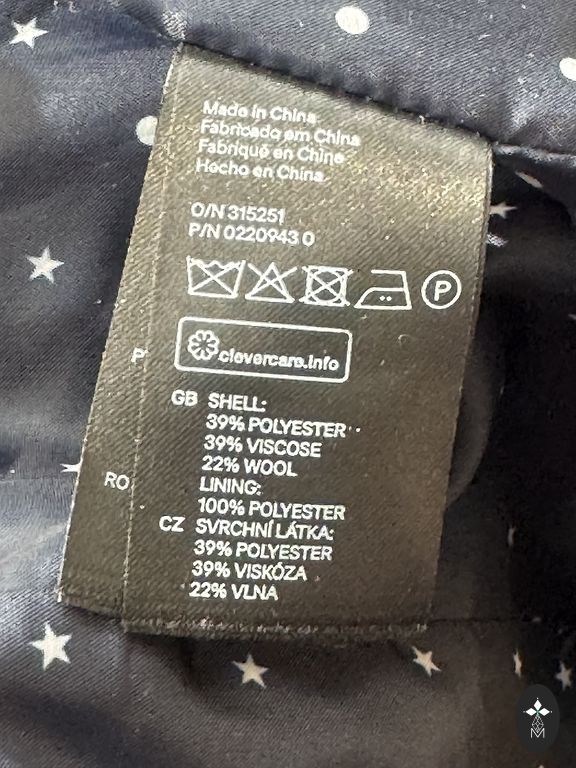 Made in China
Fabricado em China
Fabriqué en Chine
Hecho en China
O/N 315251
P/N 0220943 0
P
clevercare.info
P
GB SHELL:
39% POLYESTER
39% VISCOSE
22% WOOL
RO
LINING:
100% POLYESTER
CZ SVRCHNÍ LÁTKA:
39% POLYESTER
39% VISKÓZA
22% VLNA
M